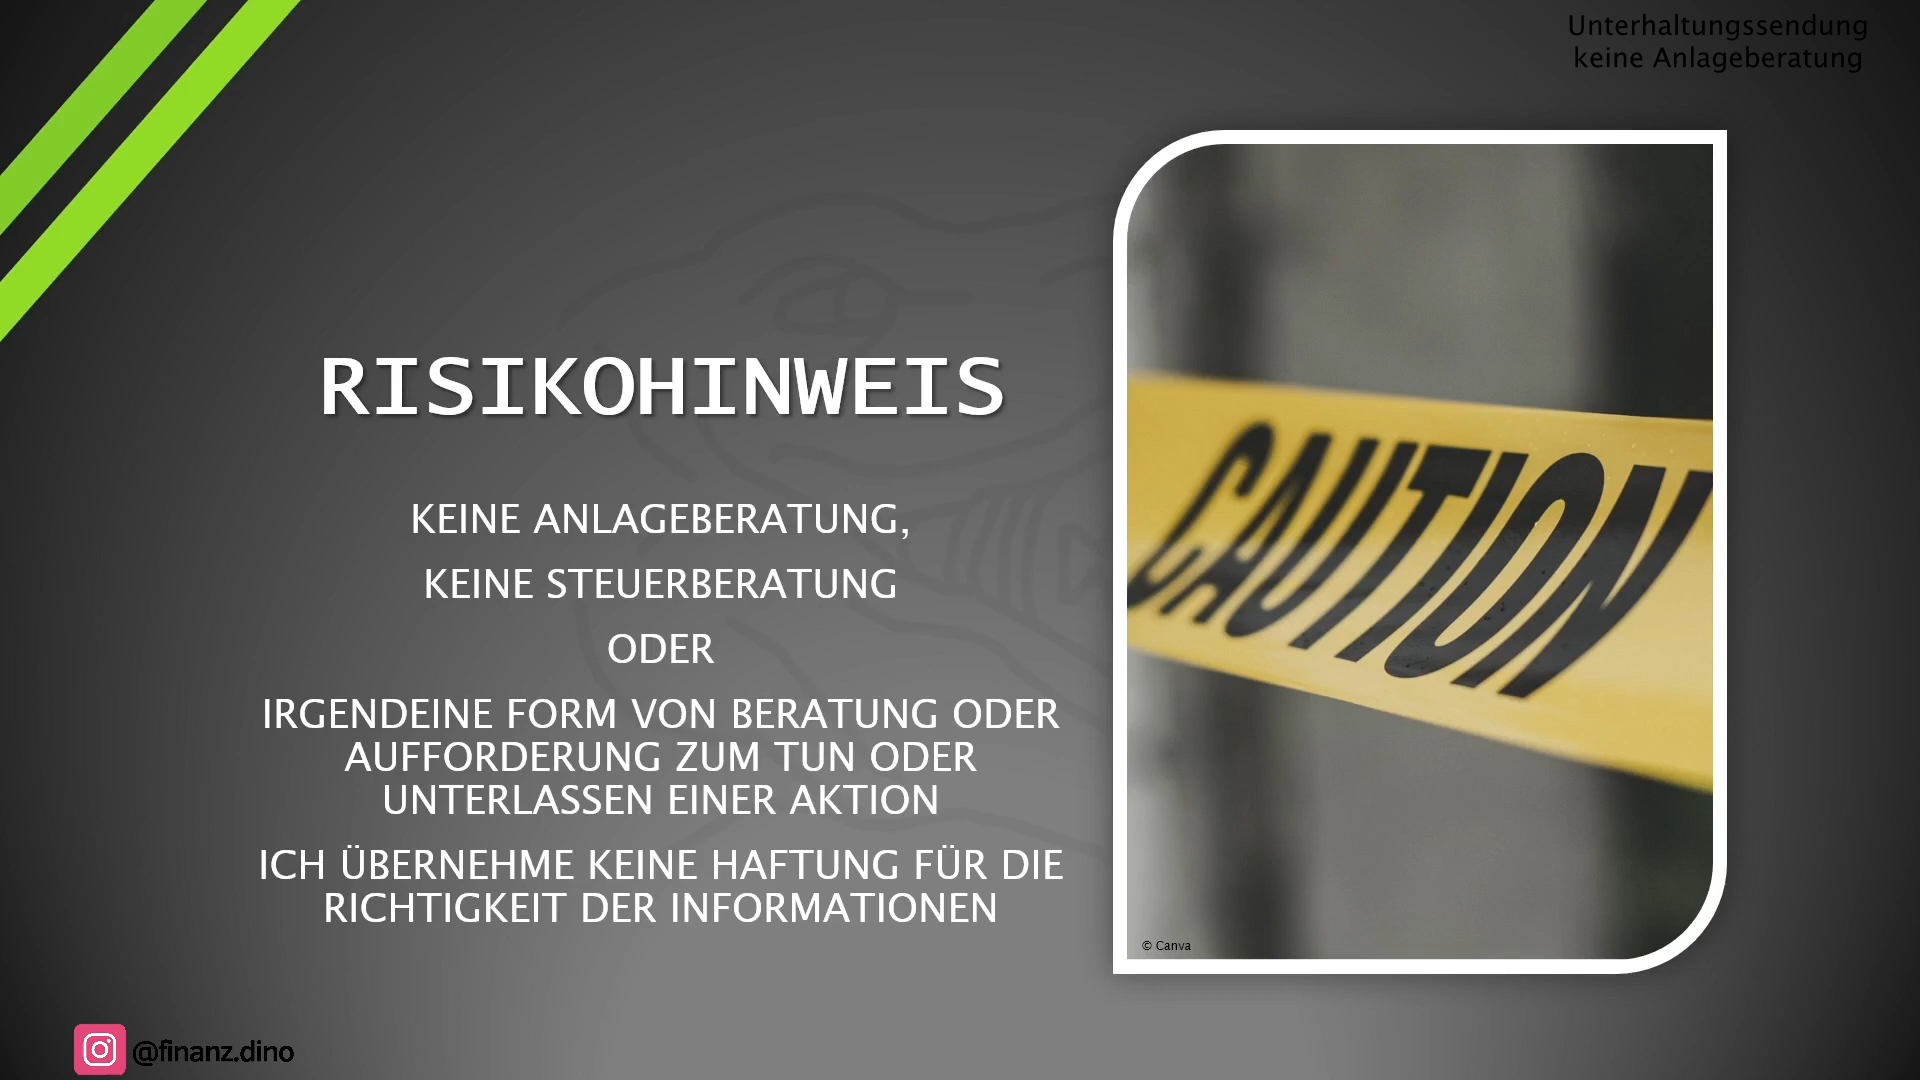 Unterhaltungssendung
keine Anlageberatung
RISIKOHINWEIS
KEINE ANLAGEBERATUNG,
KEINE STEUERBERATUNG
ODER
IRGENDEINE FORM VON BERATUNG ODER
AUFFORDERUNG ZUM TUN ODER
UNTERLASSEN EINER AKTION
ICH ÜBERNEHME KEINE HAFTUNG FÜR DIE
RICHTIGKEIT DER INFORMATIONEN
CAUTION
© Canva
@finanz.dino